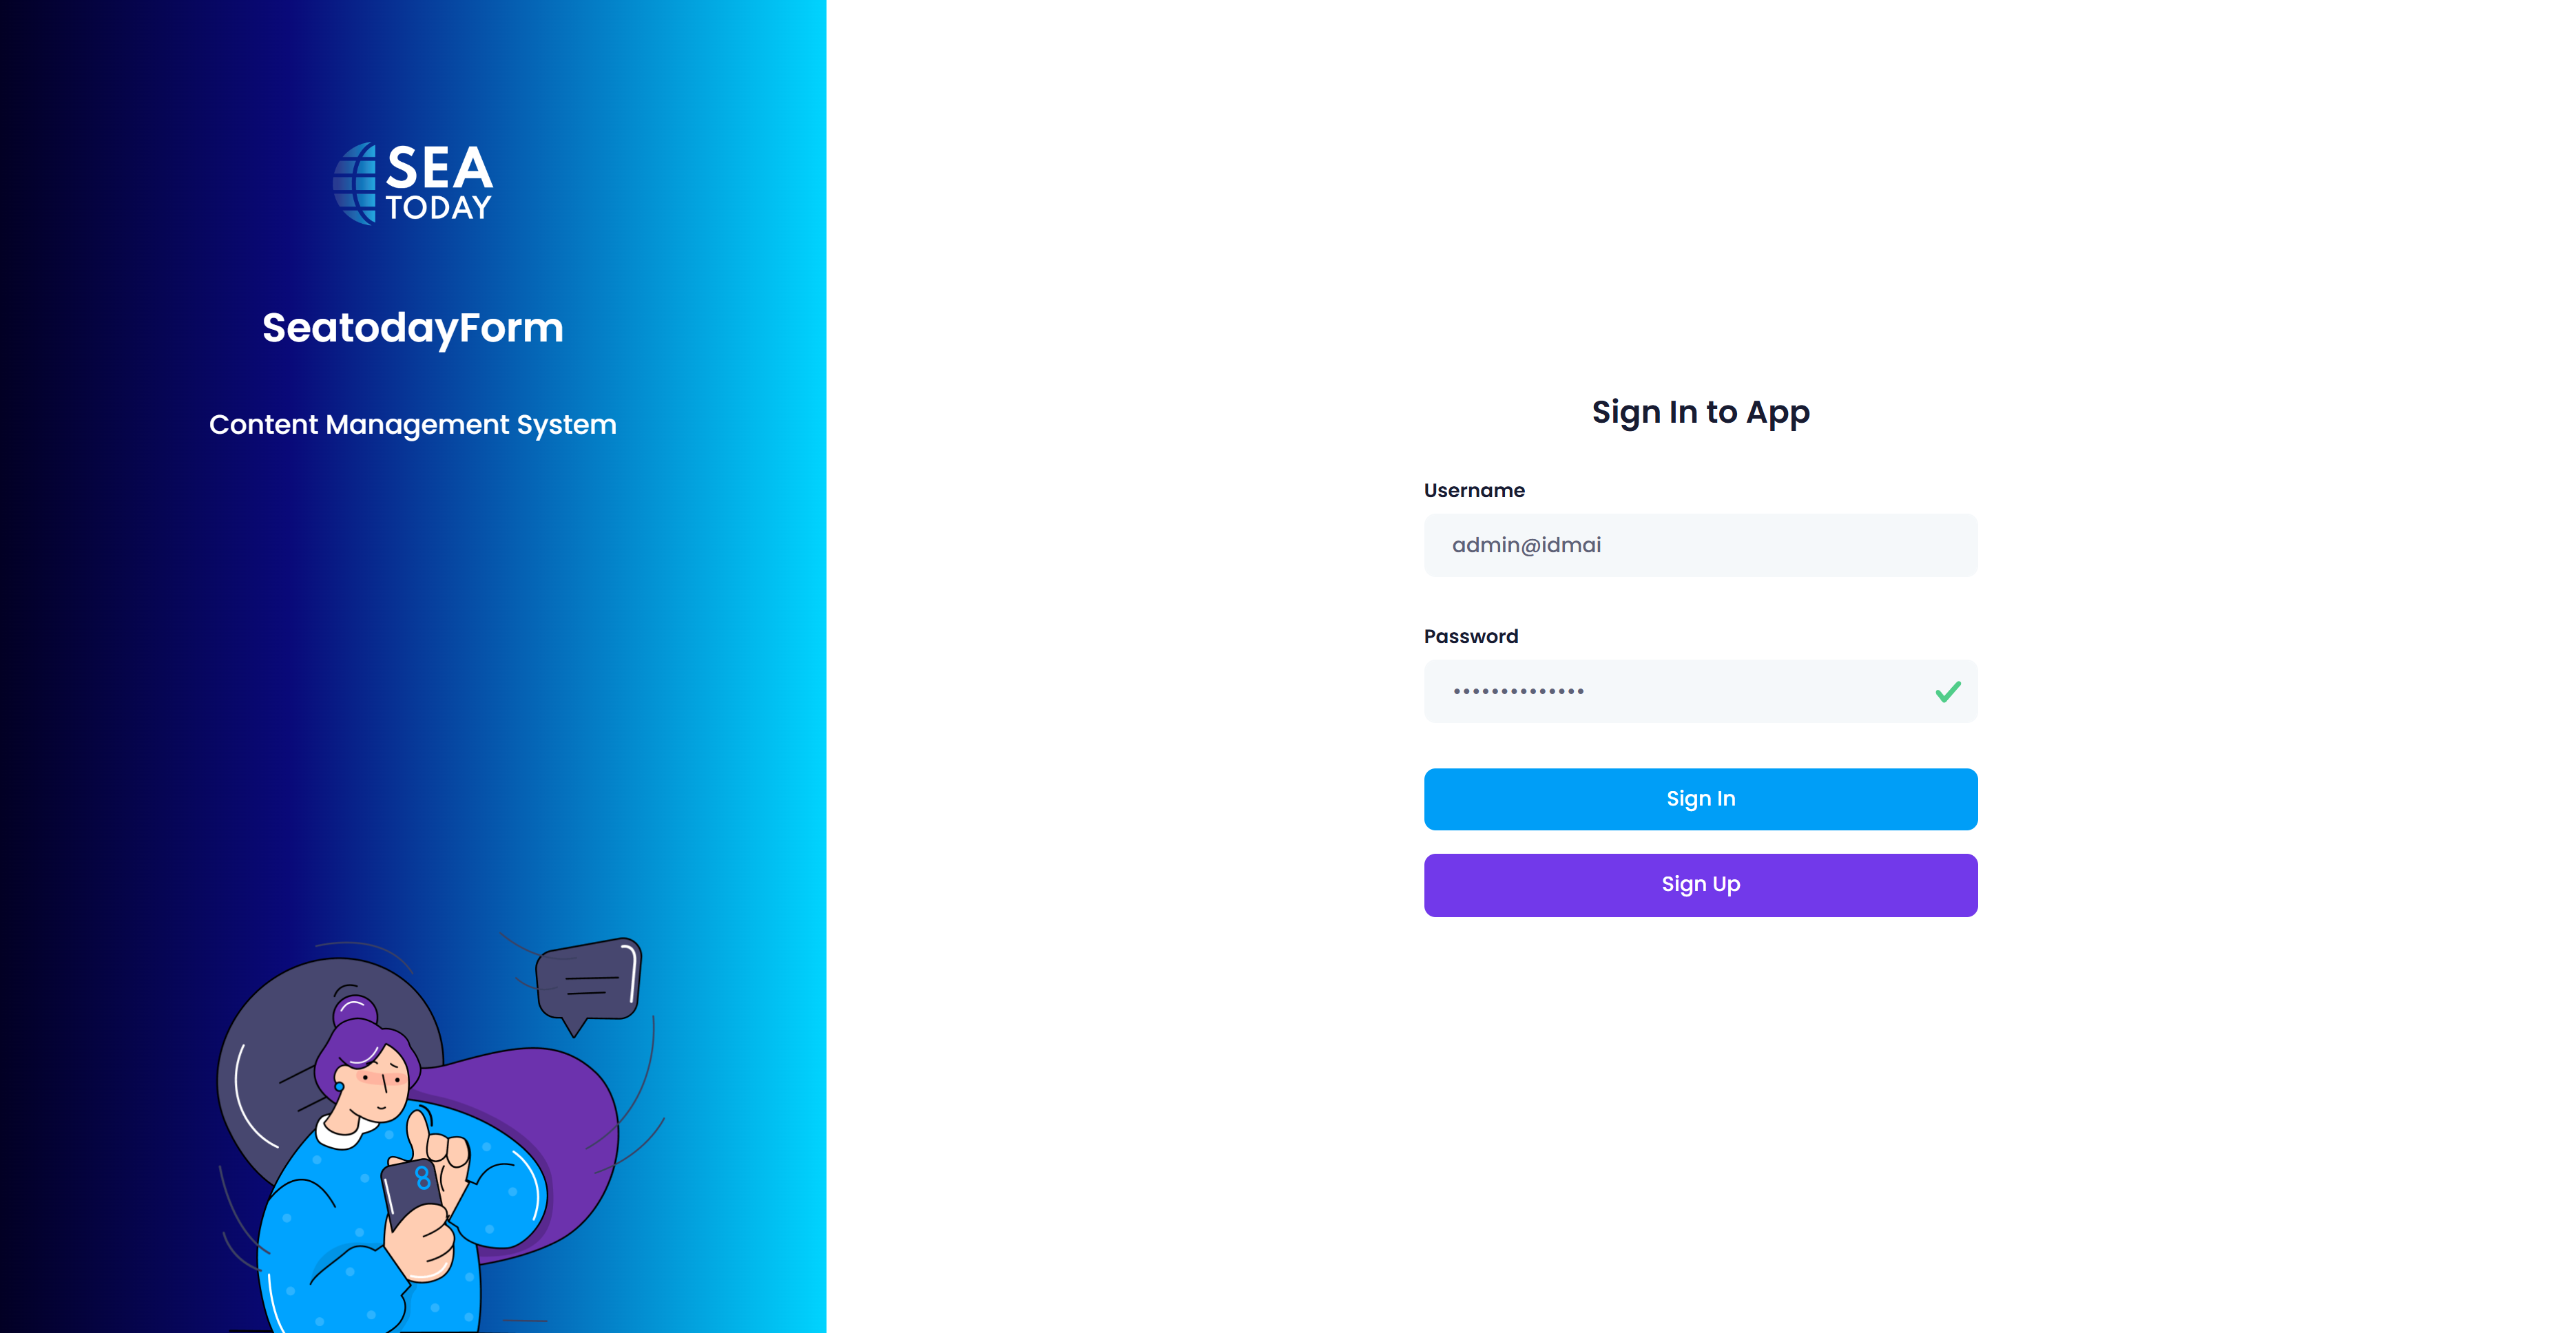 SEA
TODAY
SeatodayForm
Content Management System
Sign In to App
Username
admin@idmai
Password
••••••••••••••
Sign In
Sign Up